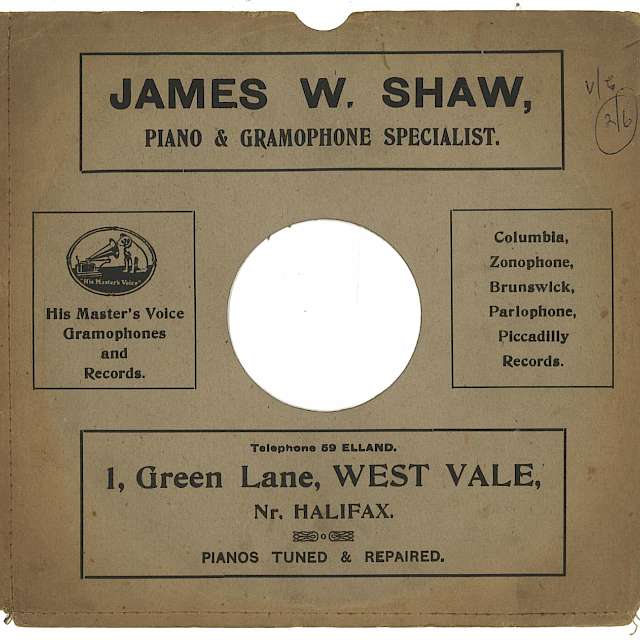 JAMES W. SHAW,
PIANO & GRAMOPHONE SPECIALIST.
V/G
2/6
"His Master's Voice"
His Master's Voice
Gramophones
and
Records.
Columbia,
Zonophone,
Brunswick,
Parlophone,
Piccadilly
Records.
Telephone 59 ELLAND.
1, Green Lane, WEST VALE,
Nr. HALIFAX.
PIANOS TUNED & REPAIRED.